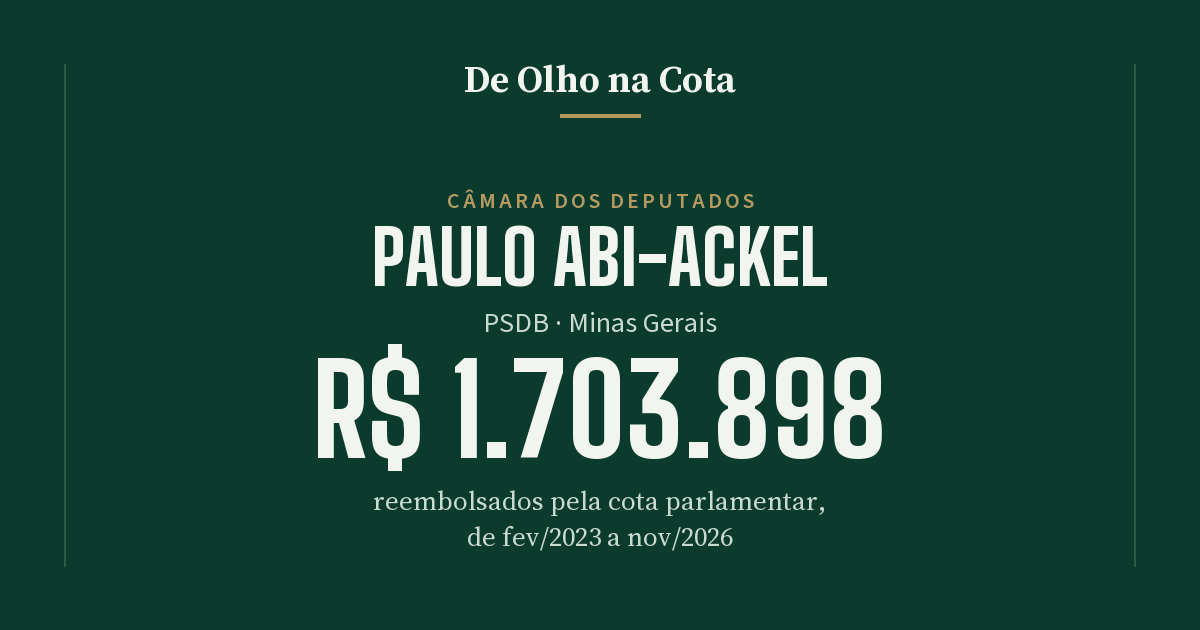 De Olho na Cota
CÂMARA DOS DEPUTADOS
PAULO ABI-ACKEL
PSDB · Minas Gerais
R$ 1.703.898
reembolsados pela cota parlamentar,
de fev/2023 a nov/2026